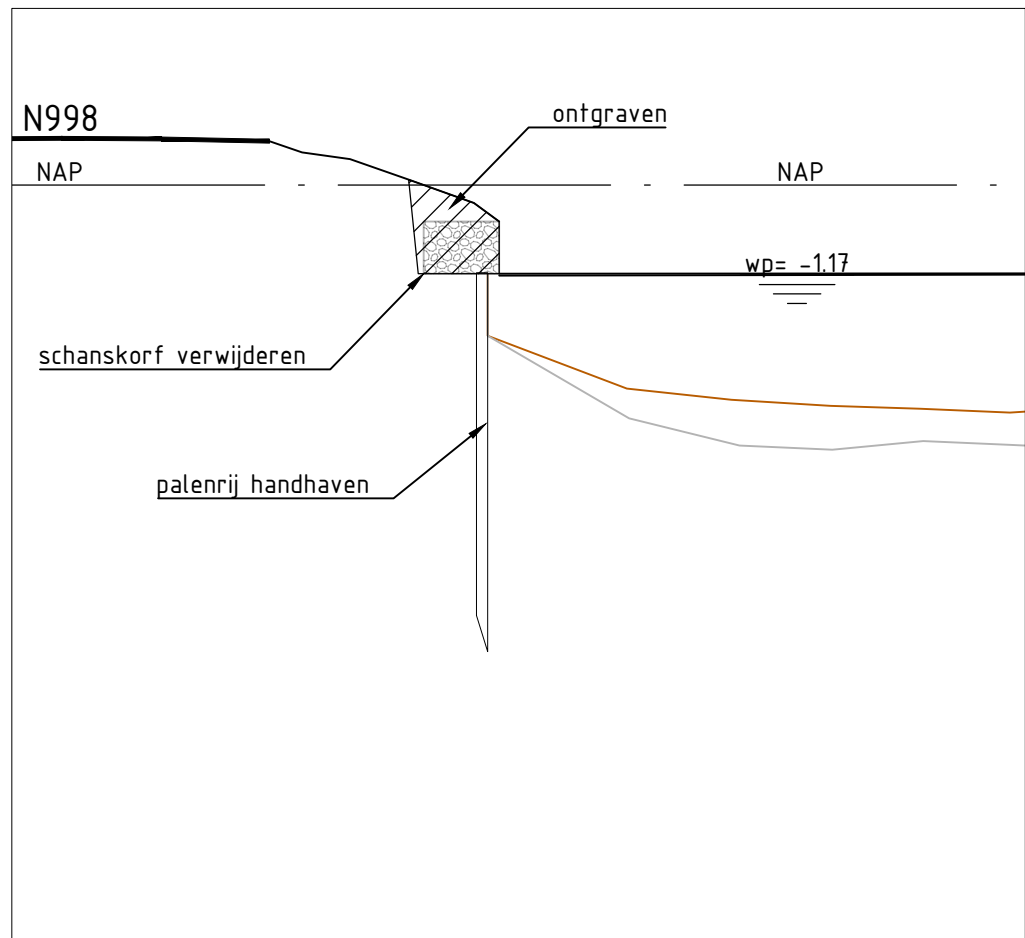 ontgraven
N998
NAP
NAP
wp= -1.17
schanskorf verwijderen
palenrij handhaven